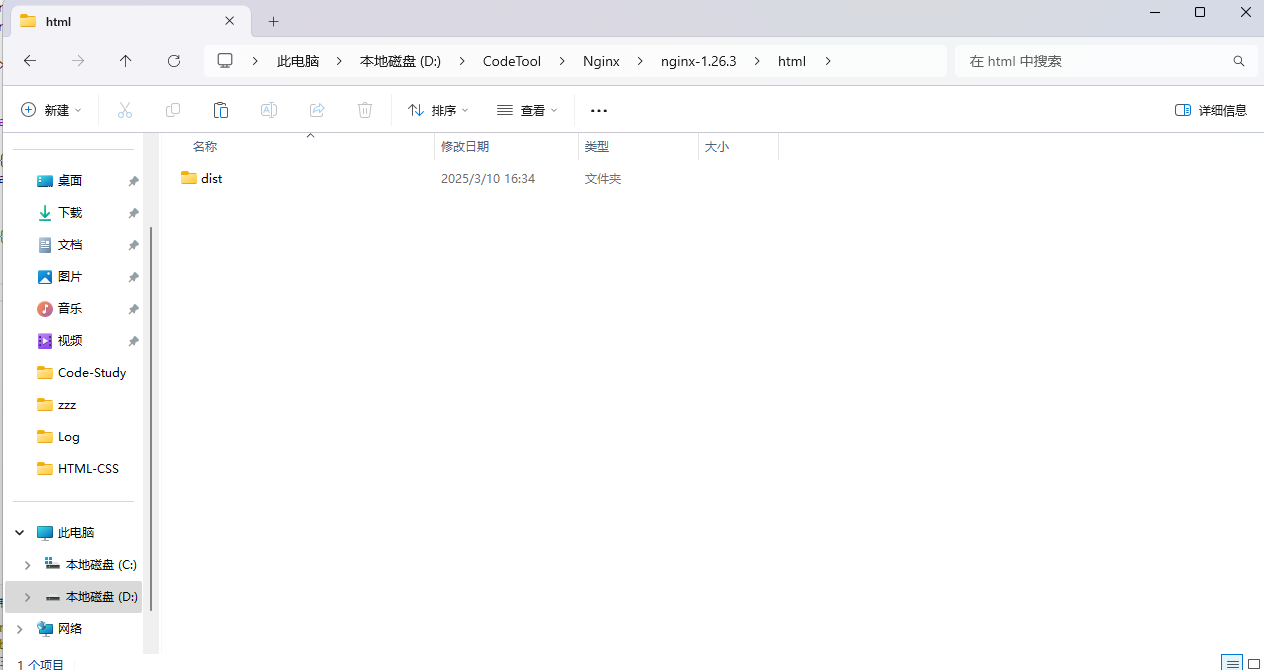 html
此电脑 本地磁盘 (D:) CodeTool Nginx nginx-1.26.3 html
在 html 中搜索
新建 排序 查看 详细信息
名称 修改日期 类型 大小
dist 2025/3/10 16:34 文件夹
桌面
下载
文档
图片
音乐
视频
Code-Study
zzz
Log
HTML-CSS
此电脑
本地磁盘 (C:)
本地磁盘 (D:)
网络
1 个项目